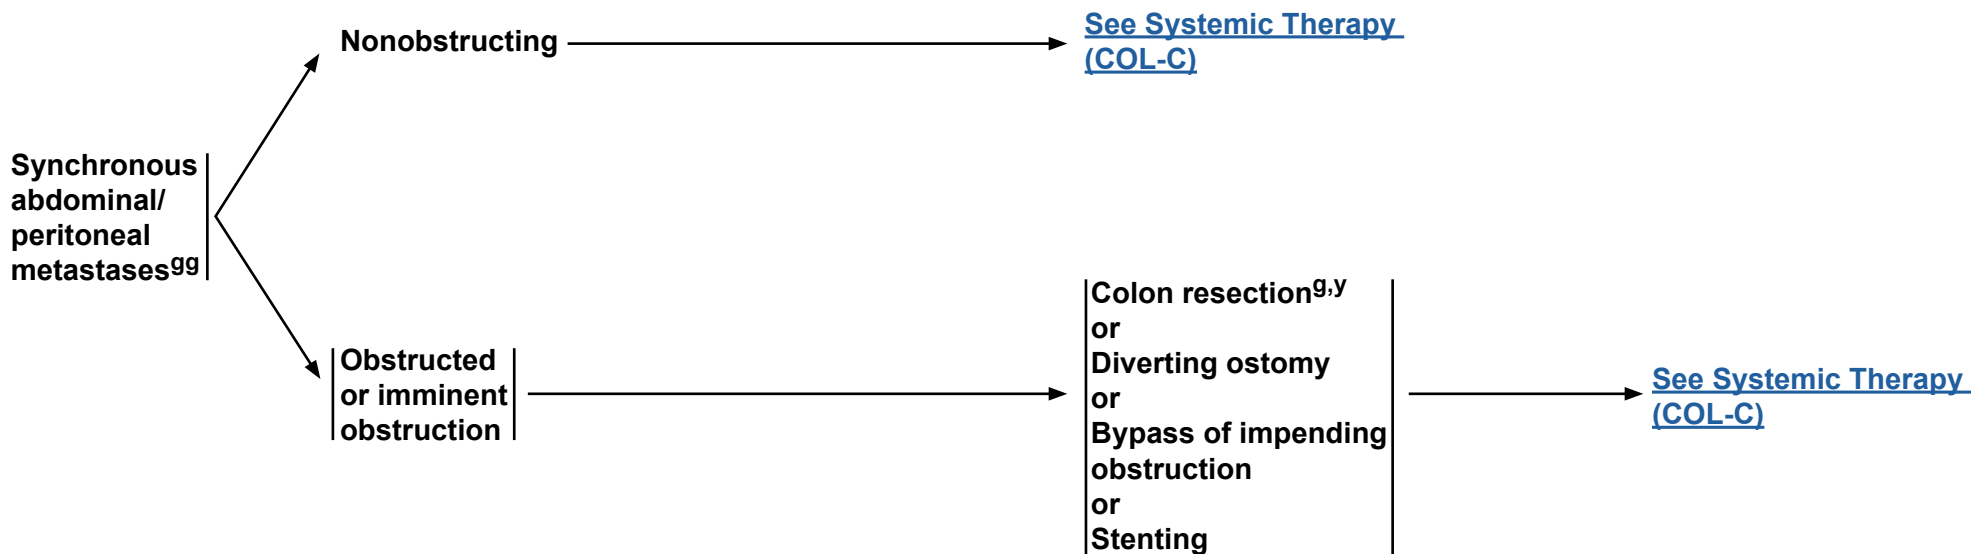 Nonobstructing
See Systemic Therapy
(COL-C)
Synchronous
abdominal/
peritoneal
metastasesgg
Obstructed
or imminent
obstruction
Colon resectiong,y
or
Diverting ostomy
or
Bypass of impending
obstruction
or
Stenting
See Systemic Therapy
(COL-C)